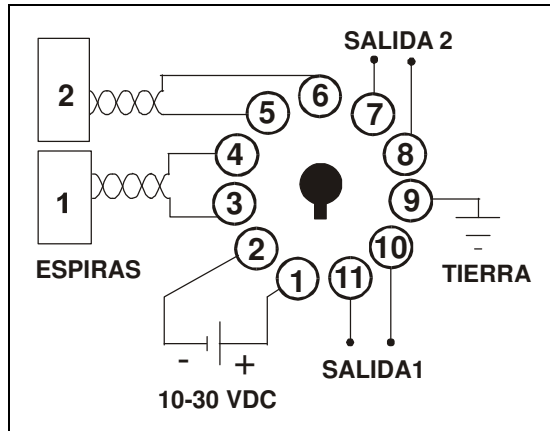 SALIDA 2
2
6
5
7
4
8
1
3
9
2
10
ESPIRAS
1
11
TIERRA
- +
SALIDA1
10-30 VDC